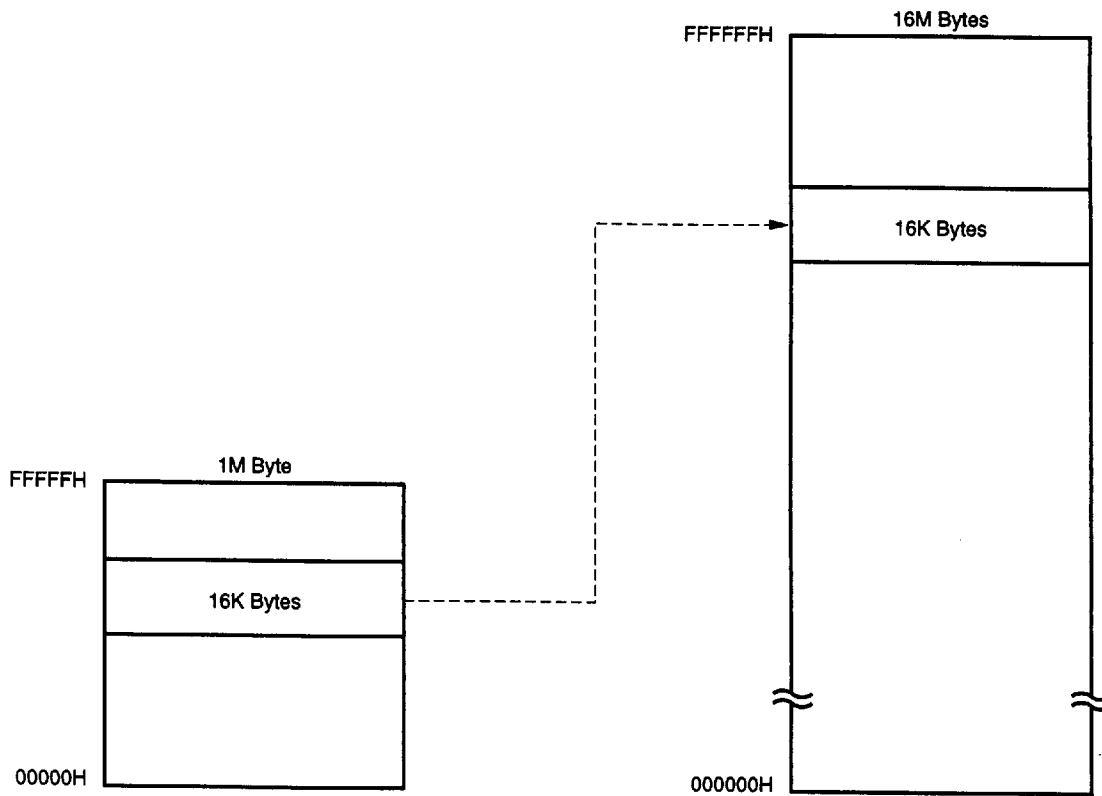 16M Bytes
FFFFFFH
16K Bytes
1M Byte
FFFFFH
16K Bytes
00000H
000000H